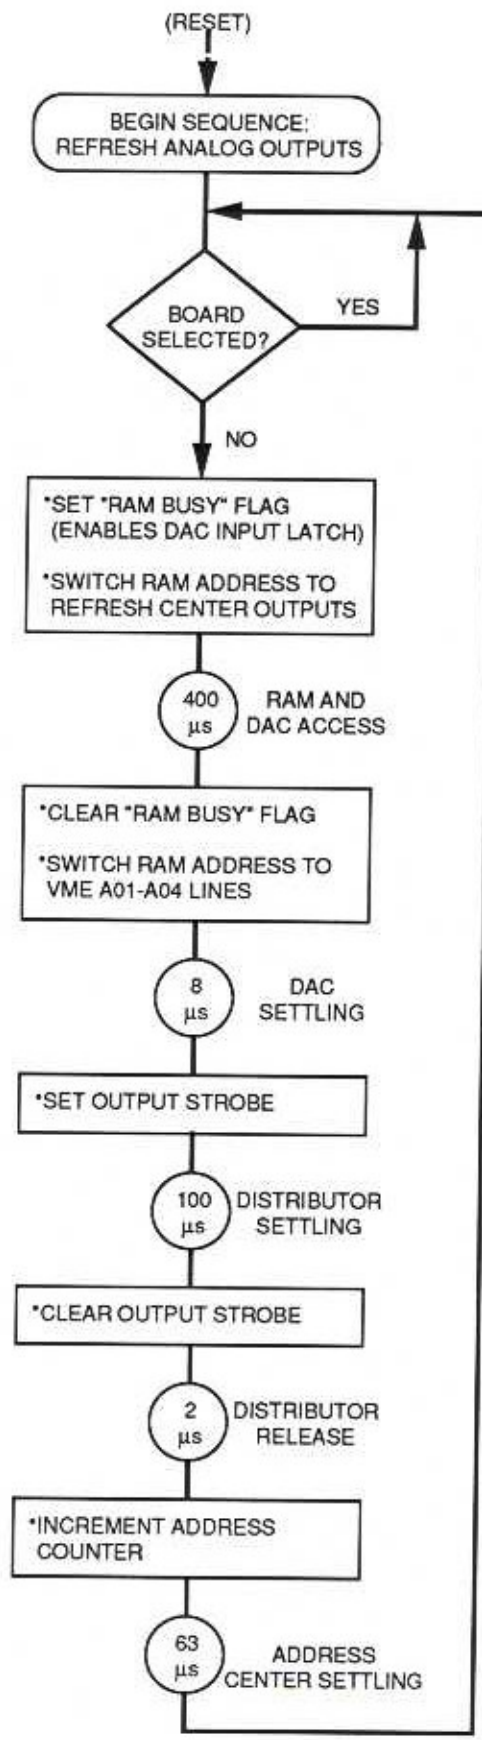 (RESET)
BEGIN SEQUENCE:
REFRESH ANALOG OUTPUTS
BOARD
SELECTED?
YES
NO
*SET "RAM BUSY" FLAG
(ENABLES DAC INPUT LATCH)
*SWITCH RAM ADDRESS TO
REFRESH CENTER OUTPUTS
400
µs
RAM AND
DAC ACCESS
*CLEAR "RAM BUSY" FLAG
*SWITCH RAM ADDRESS TO
VME A01-A04 LINES
8
µs
DAC
SETTLING
*SET OUTPUT STROBE
100
µs
DISTRIBUTOR
SETTLING
*CLEAR OUTPUT STROBE
2
µs
DISTRIBUTOR
RELEASE
*INCREMENT ADDRESS
COUNTER
63
µs
ADDRESS
CENTER SETTLING